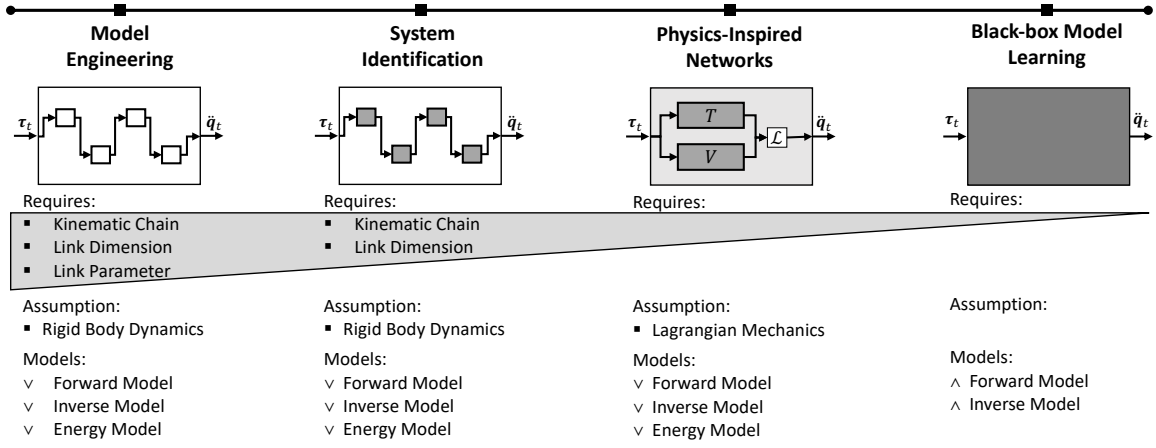 Model
Engineering
τt
q̈t
Requires:
▪ Kinematic Chain
▪ Link Dimension
▪ Link Parameter
Assumption:
▪ Rigid Body Dynamics
Models:
∨ Forward Model
∨ Inverse Model
∨ Energy Model
System
Identification
τt
q̈t
Requires:
▪ Kinematic Chain
▪ Link Dimension
Assumption:
▪ Rigid Body Dynamics
Models:
∨ Forward Model
∨ Inverse Model
∨ Energy Model
Physics-Inspired
Networks
τt
T
V
ℒ
q̈t
Requires:
Assumption:
▪ Lagrangian Mechanics
Models:
∨ Forward Model
∨ Inverse Model
∨ Energy Model
Black-box Model
Learning
τt
q̈t
Requires:
Assumption:
Models:
∧ Forward Model
∧ Inverse Model